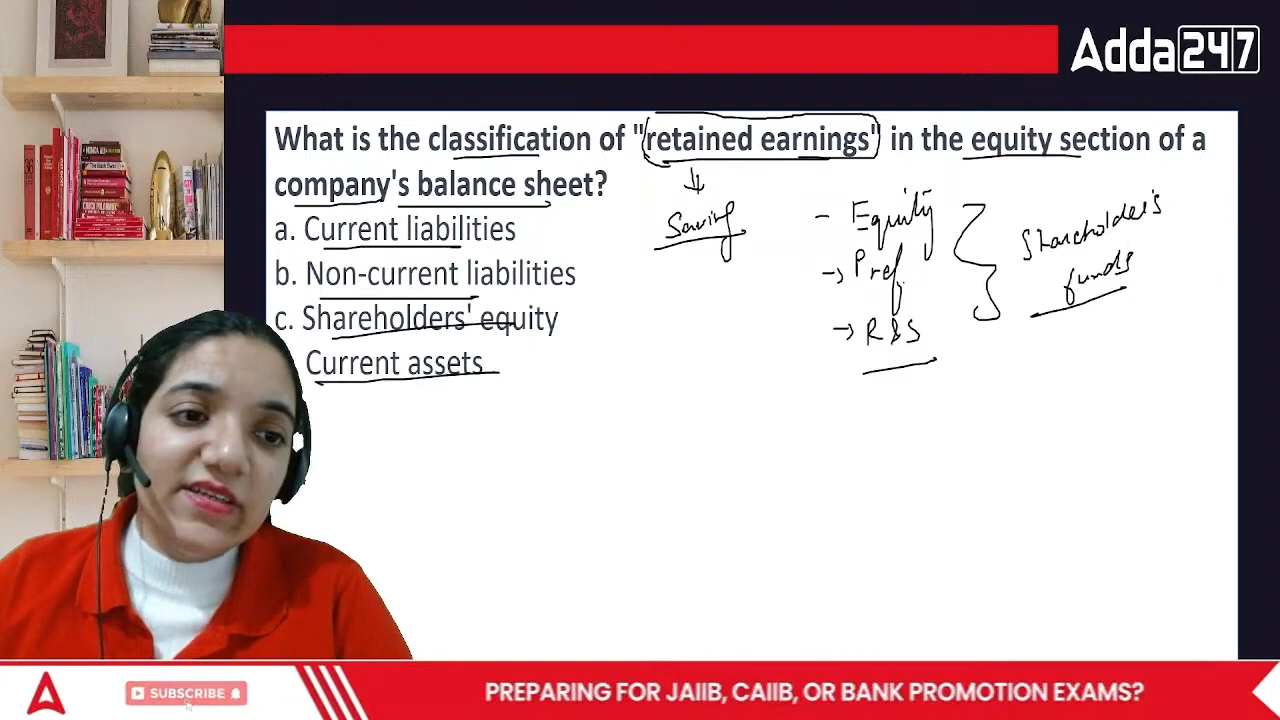 Adda247
What is the classification of "retained earnings" in the equity section of a
company's balance sheet?
a. Current liabilities
b. Non-current liabilities
c. Shareholders' equity
Current assets
Saving
- Equity
→ Pref.
→ R&S
Shareholder's
funds
SUBSCRIBE
PREPARING FOR JAIIB, CAIIB, OR BANK PROMOTION EXAMS?